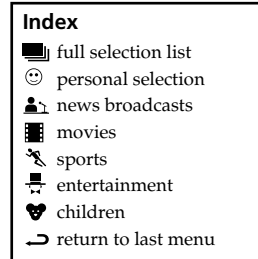 Index
full selection list
personal selection
news broadcasts
movies
sports
entertainment
children
return to last menu